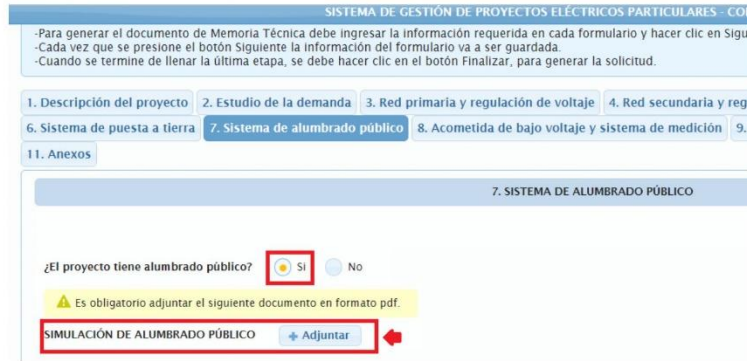 SISTEMA DE GESTIÓN DE PROYECTOS ELÉCTRICOS PARTICULARES -
-Para generar el documento de Memoria Técnica debe ingresar la información requerida en cada formulario y hacer clic en
-Cada vez que se presione el botón Siguiente la información del formulario va a ser guardada.
-Cuando se termine de llenar la última etapa, se debe hacer clic en el botón Finalizar, para generar la solicitud.
1. Descripción del proyecto 2. Estudio de la demanda 3. Red primaria y regulación de voltaje 4. Red secundaria y
6. Sistema de puesta a tierra 7. Sistema de alumbrado público 8. Acometida de bajo voltaje y sistema de medición 9.
11. Anexos
7. SISTEMA DE ALUMBRADO PÚBLICO
¿El proyecto tiene alumbrado público? Si No
Es obligatorio adjuntar el siguiente documento en formato pdf.
SIMULACIÓN DE ALUMBRADO PÚBLICO + Adjuntar